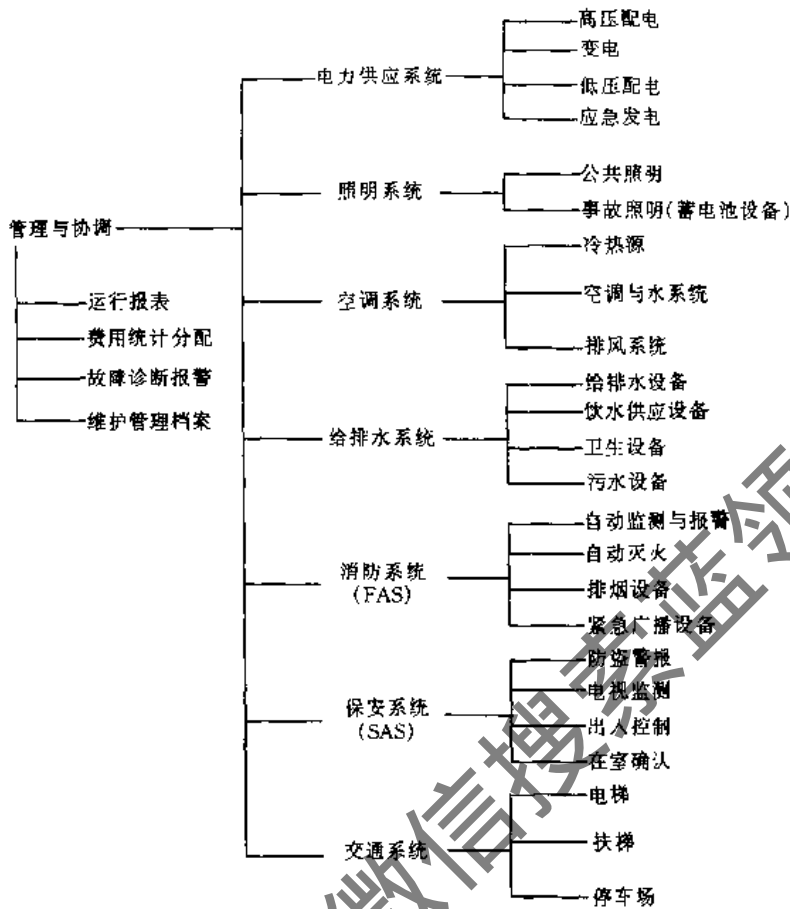 高压配电
变电
电力供应系统
低压配电
应急发电
公共照明
照明系统
事故照明(蓄电池设备)
管理与协调
冷热源
运行报表
空调系统
空调与水系统
费用统计分配
排风系统
故障诊断报警
给排水设备
维护管理档案
饮水供应设备
给排水系统
卫生设备
污水设备
自动监测与报警
自动灭火
消防系统
(FAS)
排烟设备
紧急广播设备
防盗警报
电视监测
保安系统
(SAS)
出入控制
在室确认
电梯
交通系统
扶梯
停车场
微信搜索蓝领